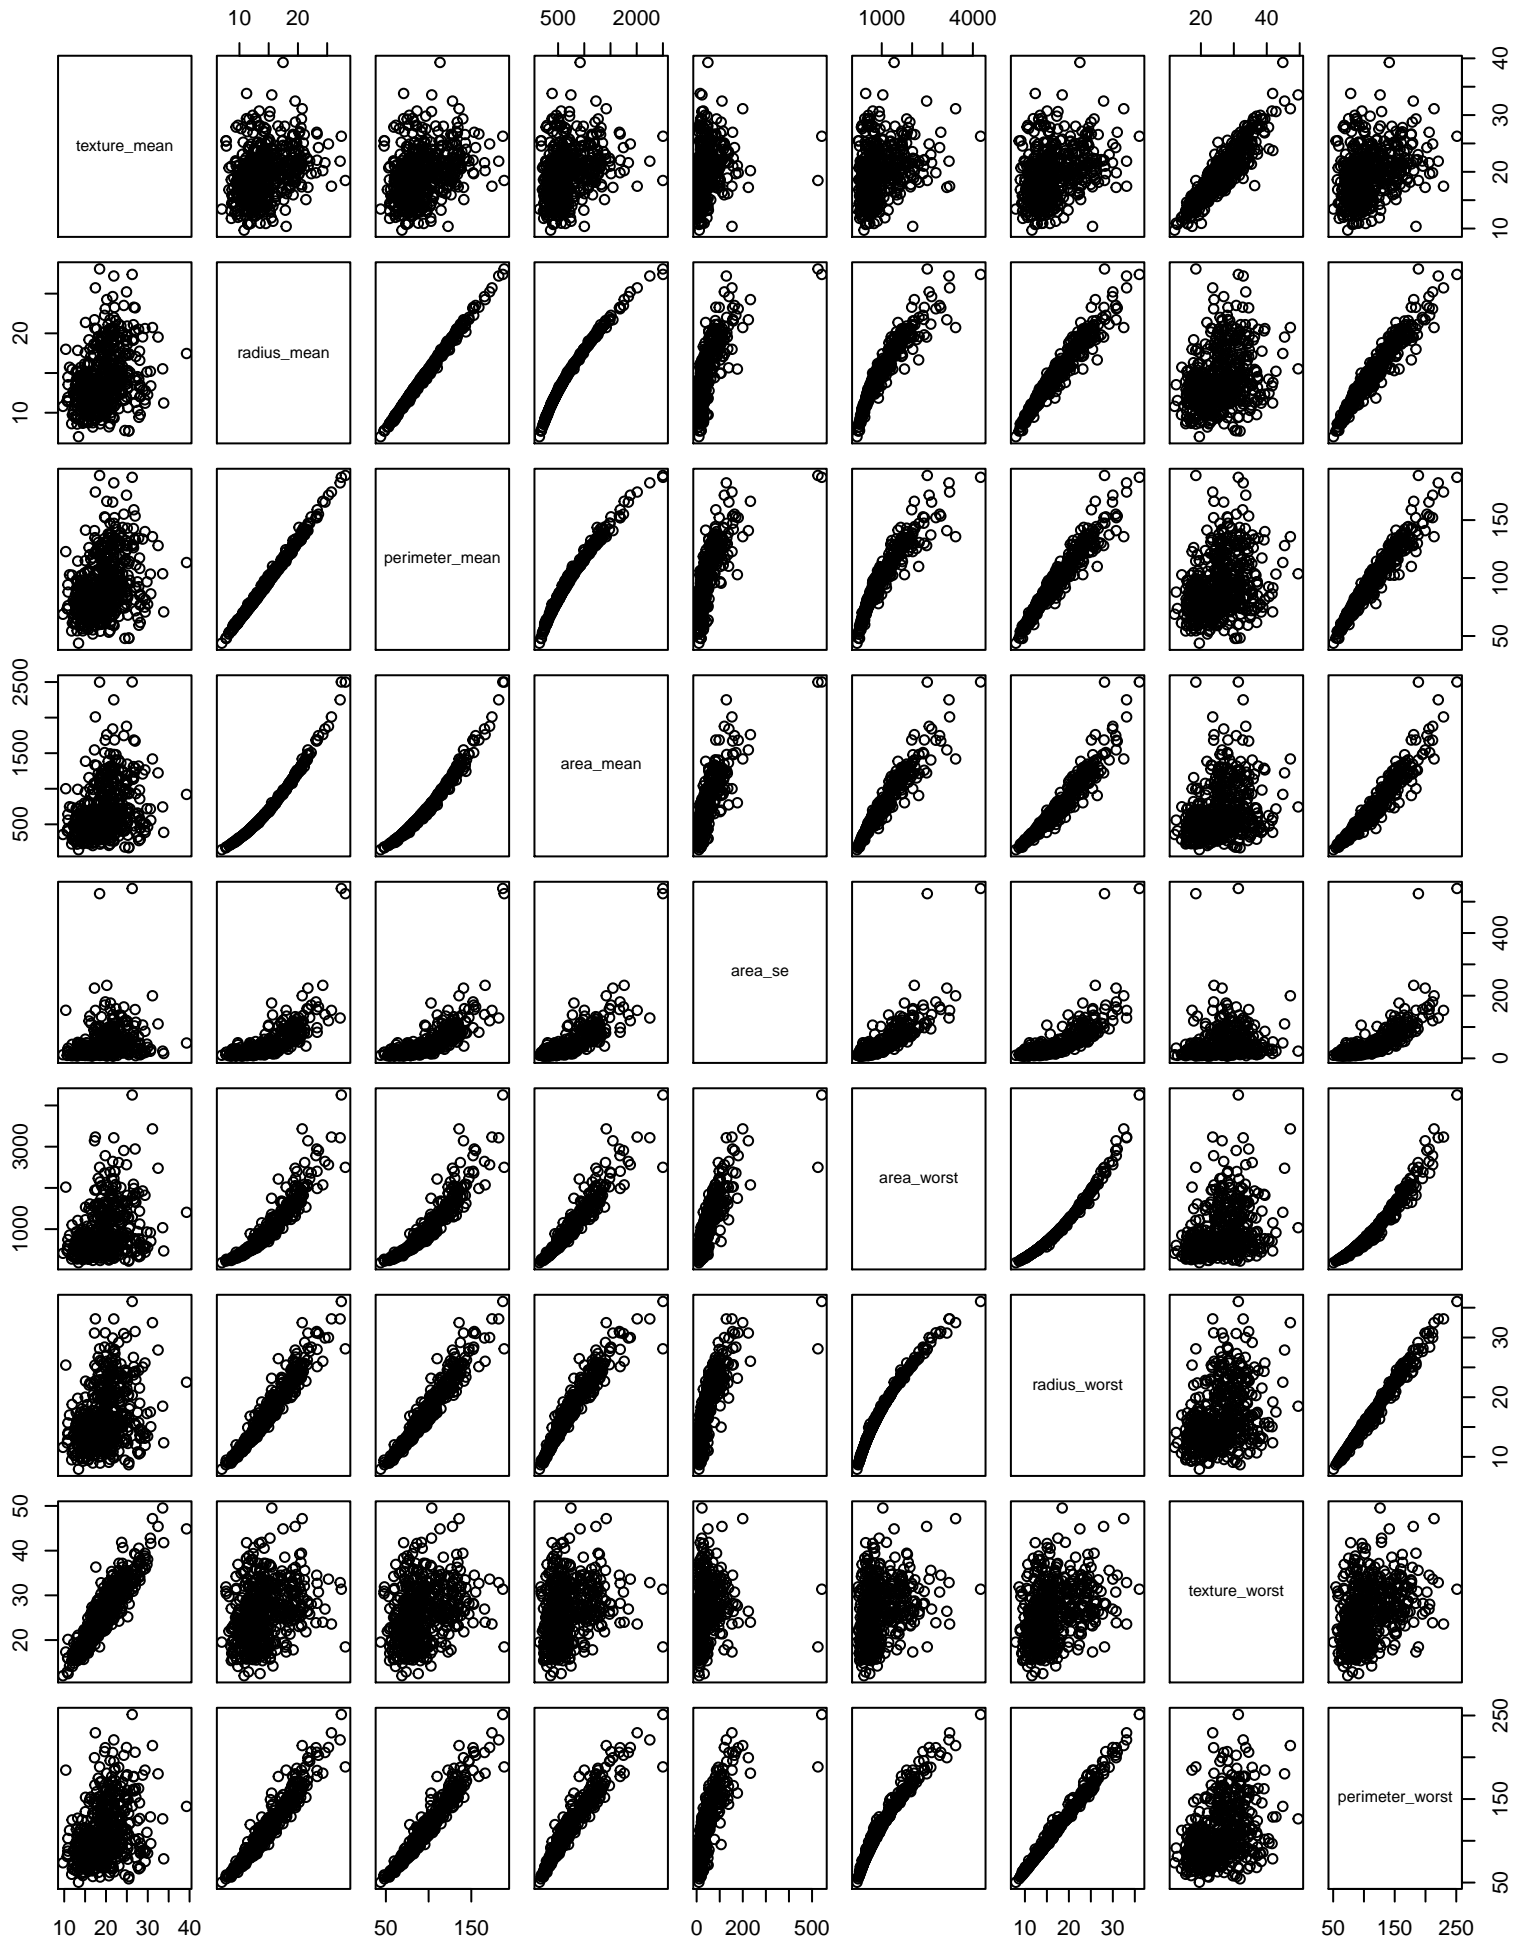 10 20 500 2000 1000 4000 20 40
texture_mean 10 20 30 40
10 20 radius_mean
perimeter_mean 50 100 150
500 1500 2500 area_mean
area_se 0 200 400
1000 3000 area_worst
radius_worst 10 20 30
20 30 40 50 texture_worst
perimeter_worst 50 150 250
10 20 30 40 50 150 0 200 500 10 20 30 50 150 250